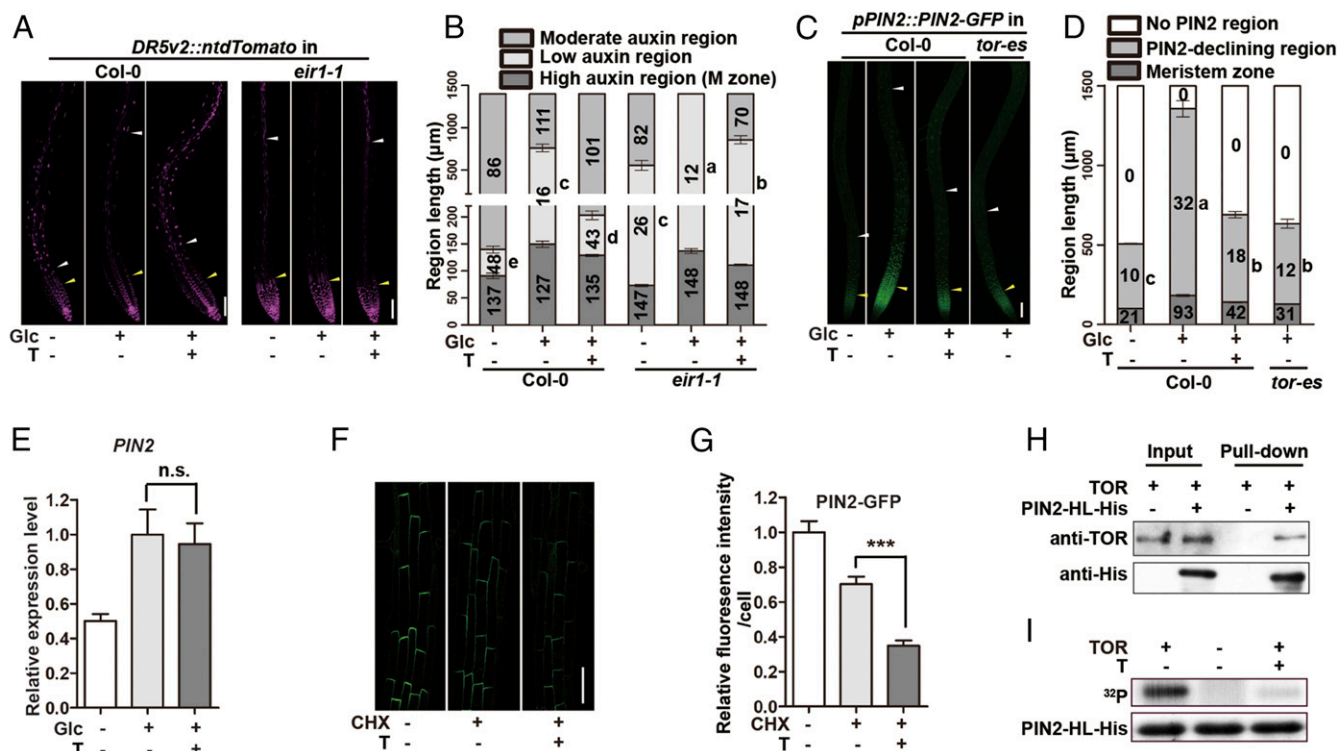 A
DR5v2::ntdTomato in
Col-0
eir1-1
Glc - + + - + +
T - - + - - +
B
Moderate auxin region
Low auxin region
High auxin region (M zone)
Region length (µm)
1500
1000
500
200
150
100
50
0
86 111 101 82 12 70
48 16 43 26 17
137 127 135 147 148 148
e c d c a b
- + + - + +
- - + - - +
Col-0
eir1-1
C
pPIN2::PIN2-GFP in
Col-0
tor-es
Glc - + + +
T - - + -
D
No PIN2 region
PIN2-declining region
Meristem zone
Region length (µm)
1500
1000
500
0
0 0 0 0
10 32 18 12
21 93 42 31
c a b b
- + + +
- - + -
Col-0
tor-es
E
PIN2
n.s.
Relative expression level
1.2
1.0
0.8
0.6
0.4
0.2
0.0
Glc - + +
T - - +
F
CHX - + +
T - - +
G
PIN2-GFP
***
Relative fluoresence intensity
/cell
1.2
1.0
0.8
0.6
0.4
0.2
0.0
CHX - + +
T - - +
H
Input Pull-down
TOR + + + +
PIN2-HL-His - + - +
anti-TOR
anti-His
I
TOR + - +
T - - +
32P
PIN2-HL-His